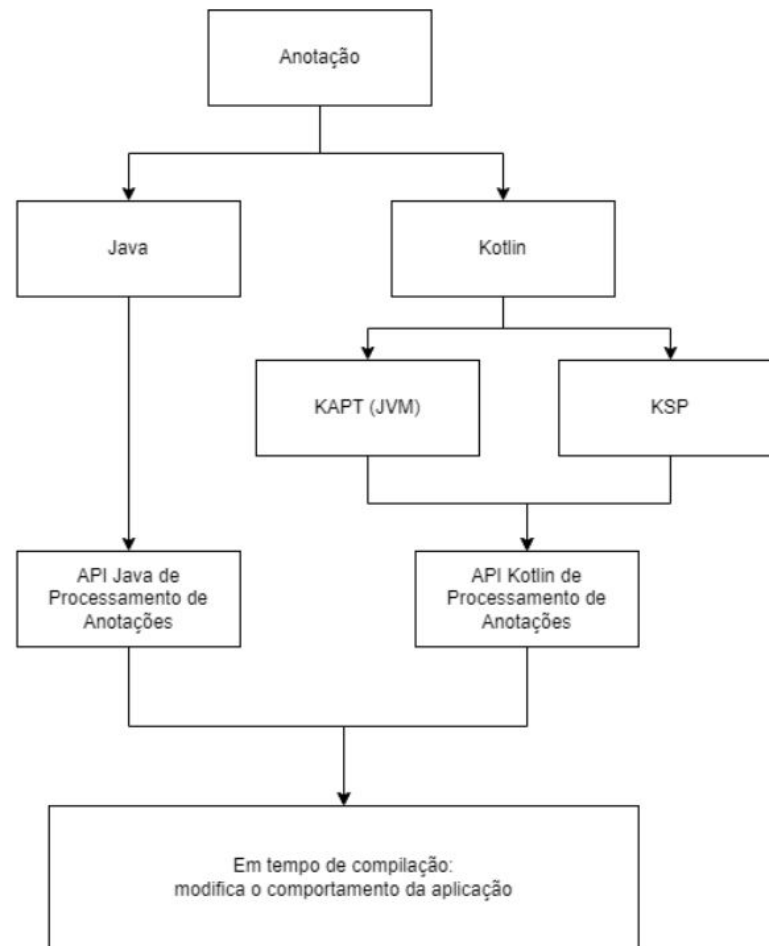 Anotação
Java
Kotlin
KAPT (JVM)
KSP
API Java de
Processamento de
Anotações
API Kotlin de
Processamento de
Anotações
Em tempo de compilação:
modifica o comportamento da aplicação